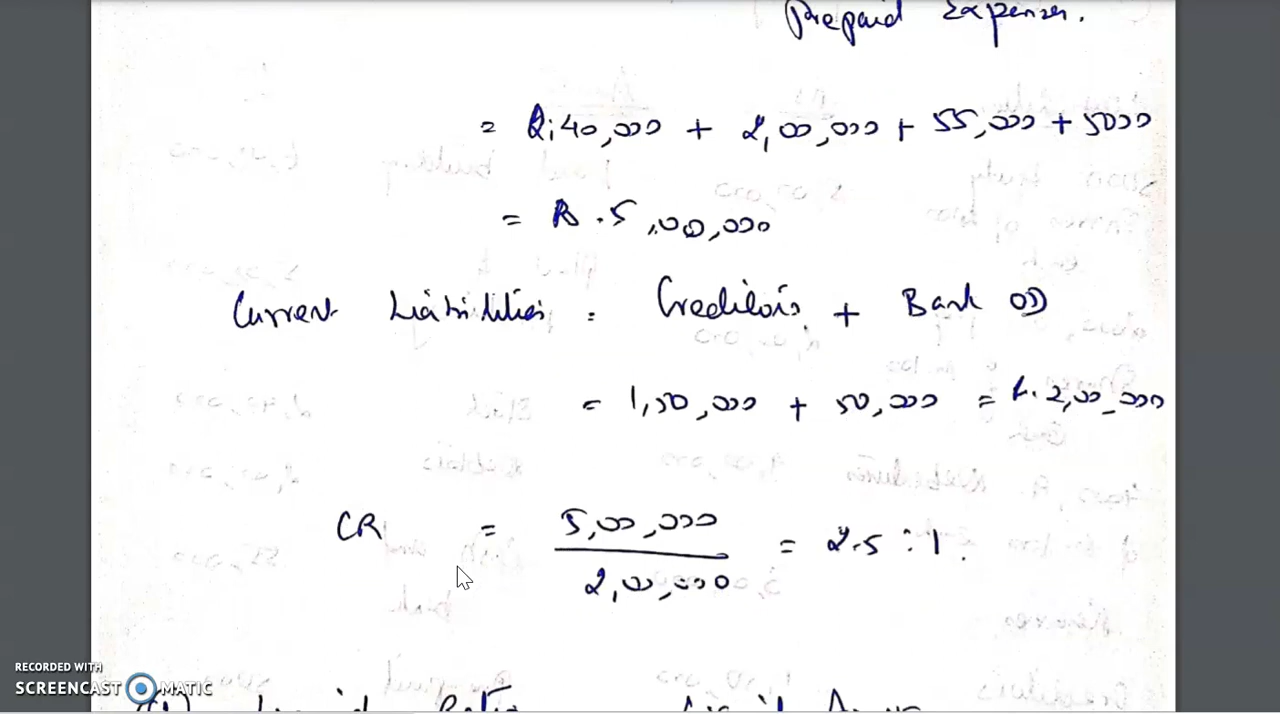 Prepaid Expenses.
= 2,40,000 + 2,00,000 + 55,000 + 5000
= Rs. 5,00,000
Current Liabilities = Creditors + Bank OD
= 1,50,000 + 50,000 = Rs. 2,00,000
CR = 5,00,000 / 2,00,000 = 2.5 : 1.
RECORDED WITH
SCREENCAST MATIC
Ratio